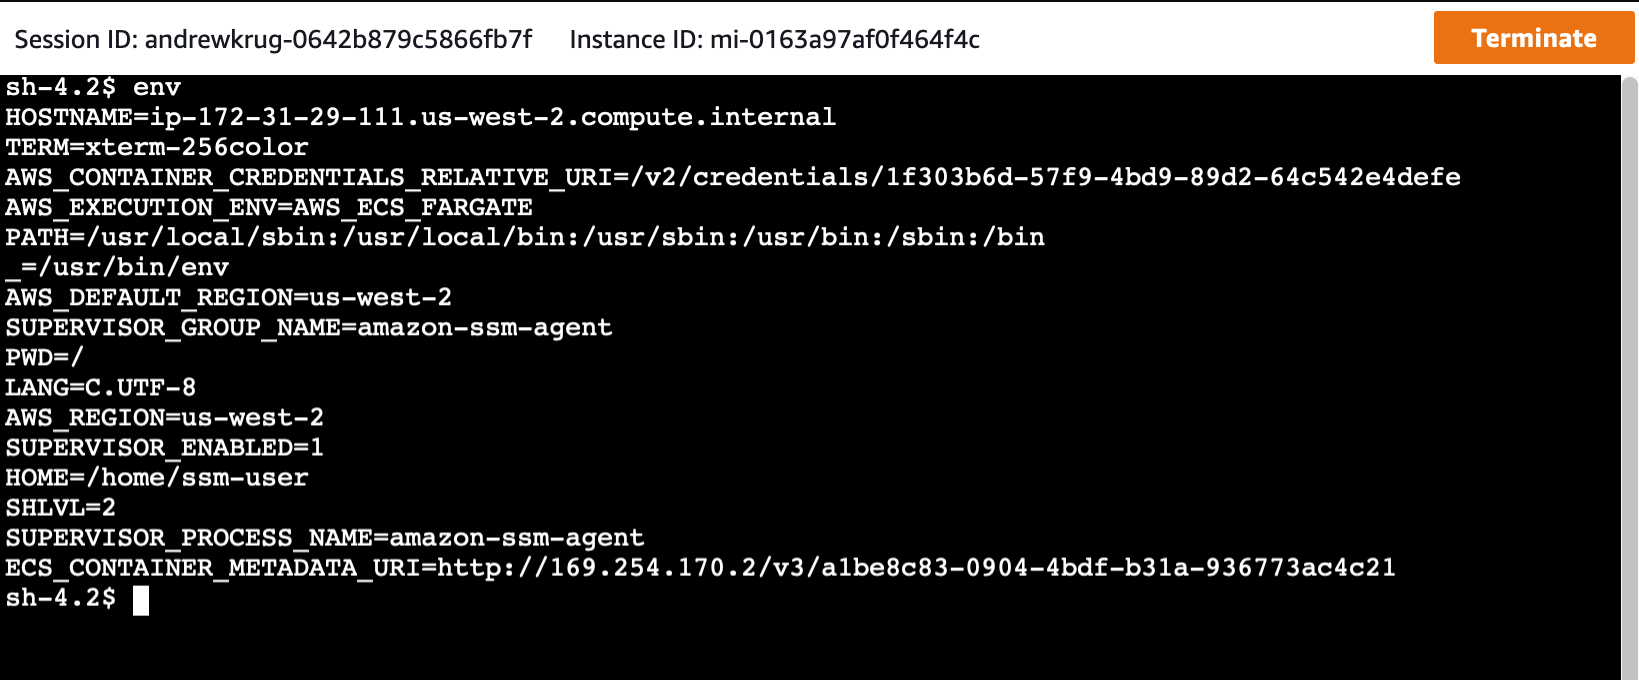 Session ID: andrewkrug-0642b879c5866fb7f Instance ID: mi-0163a97af0f464f4c Terminate
sh-4.2$ env
HOSTNAME=ip-172-31-29-111.us-west-2.compute.internal
TERM=xterm-256color
AWS_CONTAINER_CREDENTIALS_RELATIVE_URI=/v2/credentials/1f303b6d-57f9-4bd9-89d2-64c542e4defe
AWS_EXECUTION_ENV=AWS_ECS_FARGATE
PATH=/usr/local/sbin:/usr/local/bin:/usr/sbin:/usr/bin:/sbin:/bin
_=/usr/bin/env
AWS_DEFAULT_REGION=us-west-2
SUPERVISOR_GROUP_NAME=amazon-ssm-agent
PWD=/
LANG=C.UTF-8
AWS_REGION=us-west-2
SUPERVISOR_ENABLED=1
HOME=/home/ssm-user
SHLVL=2
SUPERVISOR_PROCESS_NAME=amazon-ssm-agent
ECS_CONTAINER_METADATA_URI=http://169.254.170.2/v3/a1be8c83-0904-4bdf-b31a-936773ac4c21
sh-4.2$